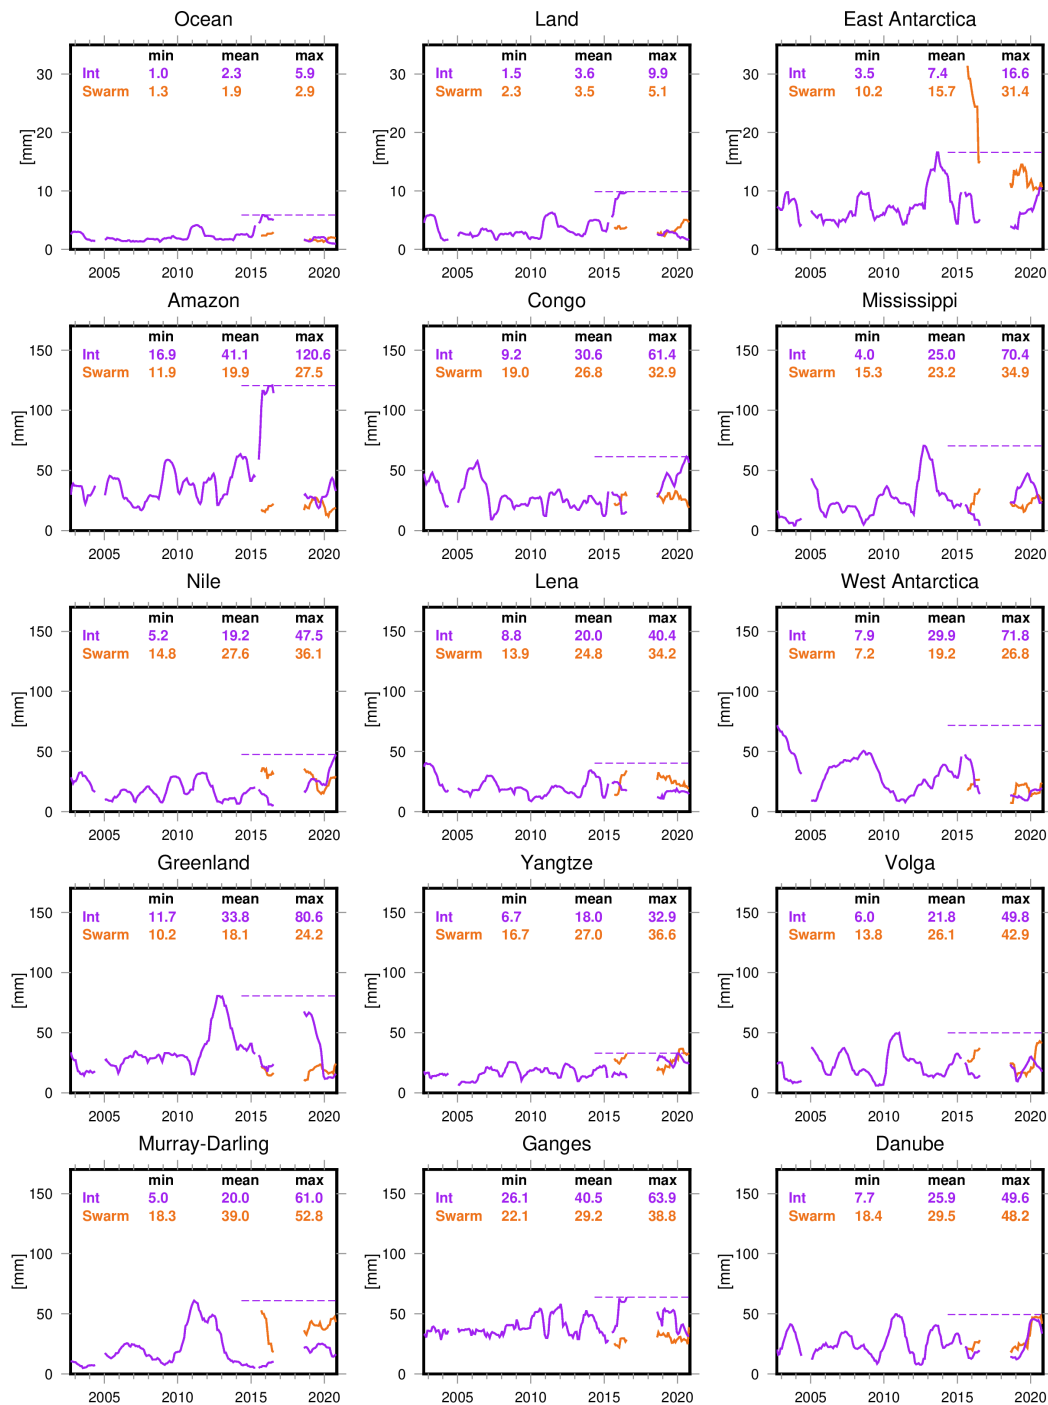 Ocean Land East Antarctica
min mean max min mean max min mean max
30 Int 1.0 2.3 5.9 30 Int 1.5 3.6 9.9 30 Int 3.5 7.4 16.6
Swarm 1.3 1.9 2.9 Swarm 2.3 3.5 5.1 Swarm 10.2 15.7 31.4
[mm] 20 20 20
10 10 10
0 0 0
2005 2010 2015 2020 2005 2010 2015 2020 2005 2010 2015 2020
Amazon Congo Mississippi
min mean max min mean max min mean max
150 Int 16.9 41.1 120.6 150 Int 9.2 30.6 61.4 150 Int 4.0 25.0 70.4
Swarm 11.9 19.9 27.5 Swarm 19.0 26.8 32.9 Swarm 15.3 23.2 34.9
[mm] 100 [mm] 100 [mm] 100
50 50 50
0 0 0
2005 2010 2015 2020 2005 2010 2015 2020 2005 2010 2015 2020
Nile Lena West Antarctica
min mean max min mean max min mean max
150 Int 5.2 19.2 47.5 150 Int 8.8 20.0 40.4 150 Int 7.9 29.9 71.8
Swarm 14.8 27.6 36.1 Swarm 13.9 24.8 34.2 Swarm 7.2 19.2 26.8
[mm] 100 [mm] 100 [mm] 100
50 50 50
0 0 0
2005 2010 2015 2020 2005 2010 2015 2020 2005 2010 2015 2020
Greenland Yangtze Volga
min mean max min mean max min mean max
150 Int 11.7 33.8 80.6 150 Int 6.7 18.0 32.9 150 Int 6.0 21.8 49.8
Swarm 10.2 18.1 24.2 Swarm 16.7 27.0 36.6 Swarm 13.8 26.1 42.9
[mm] 100 [mm] 100 [mm] 100
50 50 50
0 0 0
2005 2010 2015 2020 2005 2010 2015 2020 2005 2010 2015 2020
Murray-Darling Ganges Danube
min mean max min mean max min mean max
150 Int 5.0 20.0 61.0 150 Int 26.1 40.5 63.9 150 Int 7.7 25.9 49.6
Swarm 18.3 39.0 52.8 Swarm 22.1 29.2 38.8 Swarm 18.4 29.5 48.2
[mm] 100 [mm] 100 [mm] 100
50 50 50
0 0 0
2005 2010 2015 2020 2005 2010 2015 2020 2005 2010 2015 2020